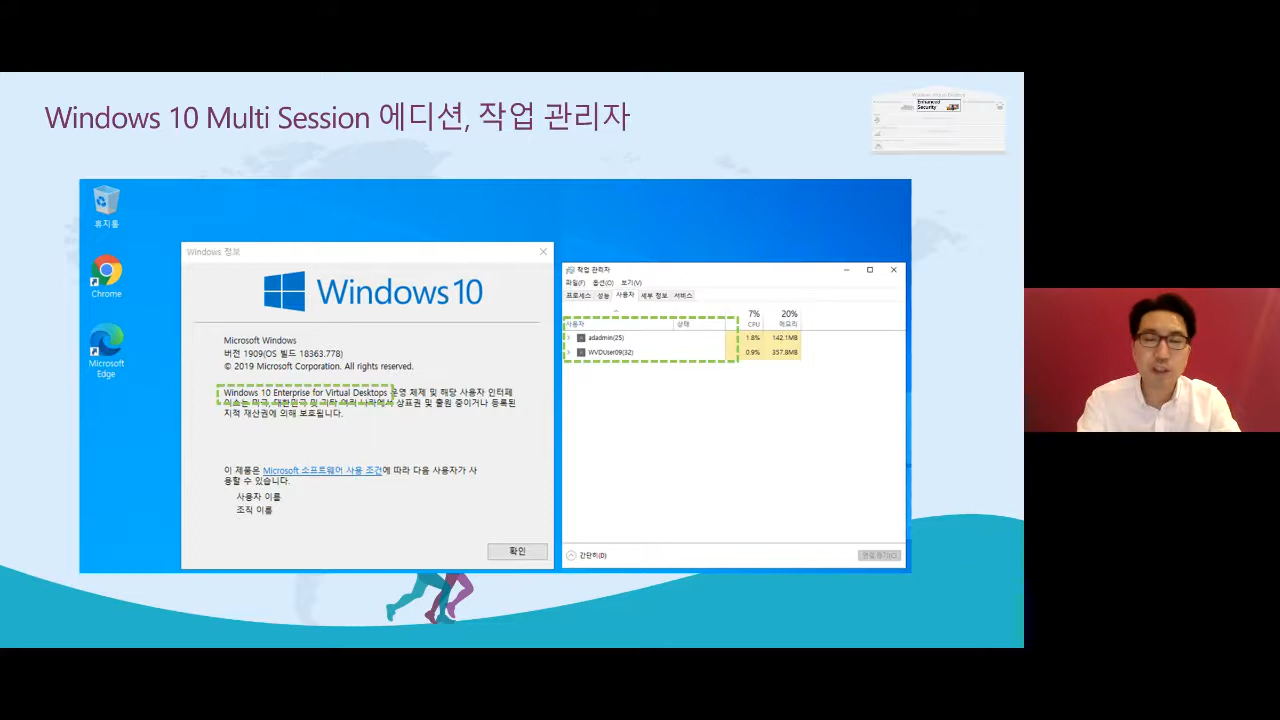 Windows 10 Multi Session 에디션, 작업 관리자
Windows Virtual Desktop
Enhanced
Security
휴지통
Chrome
Microsoft
Edge
Windows 정보
Windows 10
Microsoft Windows
버전 1909(OS 빌드 18363.778)
© 2019 Microsoft Corporation. All rights reserved.
Windows 10 Enterprise for Virtual Desktops 운영 체제 및 해당 사용자 인터페
이스는 미국, 대한민국 및 기타 여러 나라에서 상표권 및 출원 중이거나 등록된
지적 재산권에 의해 보호됩니다.
이 제품은 Microsoft 소프트웨어 사용 조건에 따라 다음 사용자가 사
용할 수 있습니다.
사용자 이름
조직 이름
확인
작업 관리자
파일(F) 옵션(O) 보기(V)
프로세스 성능 사용자 세부 정보 서비스
7% 20%
사용자 상태 CPU 메모리
adadmin(25) 1.8% 142.1MB
WVDUser09(32) 0.9% 357.8MB
간단히(D)
연결 끊기(C)